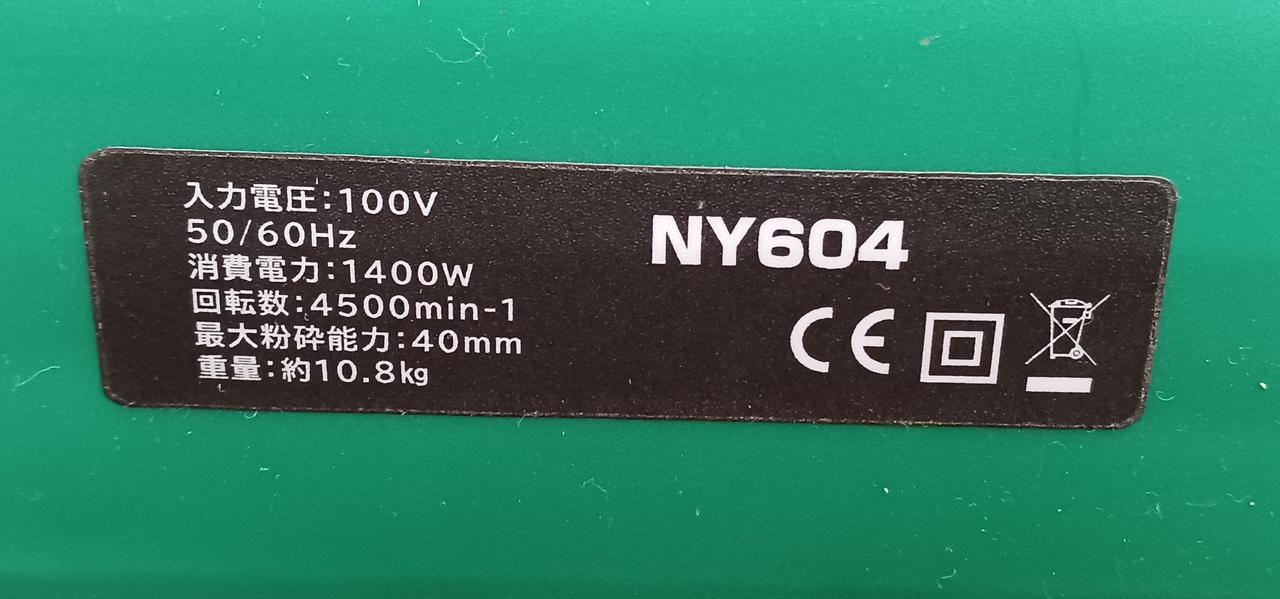 入力電圧:100V
50/60Hz
消費電力:1400W
回転数:4500min-1
最大粉砕能力:40mm
重量:約10.8kg
NY604
CE